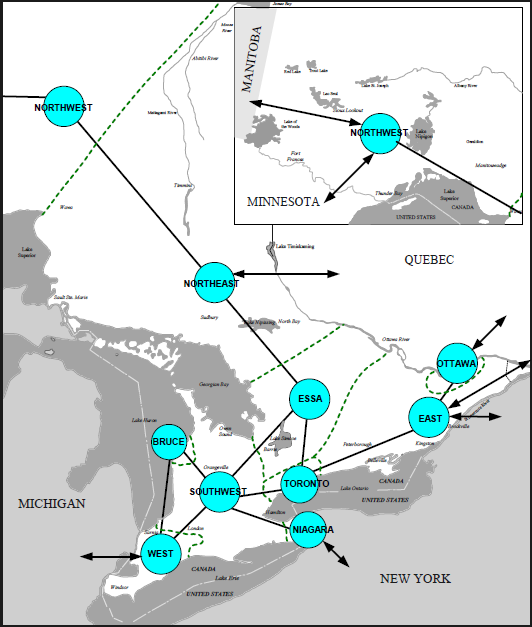 James Bay
Moose
River
MANITOBA
Abitibi River
Red Lake
Trout Lake
Lake St. Joseph
Albany River
Lac Seul
NORTHWEST
Mattagami River
Sioux Lookout
Lake of
the Woods
NORTHWEST
Lake
Nipigon
Geraldton
Fort
Frances
Manitouwadge
Timmins
Thunder Bay
Lake
Superior
MINNESOTA
CANADA
Wawa
UNITED STATES
Lake
Superior
Lake Timiskaming
QUEBEC
NORTHEAST
Sault Ste. Marie
Sudbury
Lake Nipissing
North Bay
Ottawa River
OTTAWA
Georgian Bay
ESSA
Lake Huron
EAST
Brockville
Owen
Sound
BRUCE
Lake Simcoe
Barrie
Peterborough
Kingston
Belleville
Orangeville
SOUTHWEST
TORONTO
CANADA
Lake Ontario
UNITED STATES
MICHIGAN
Hamilton
Sarnia
London
NIAGARA
WEST
CANADA
Lake Erie
NEW YORK
Windsor
UNITED STATES